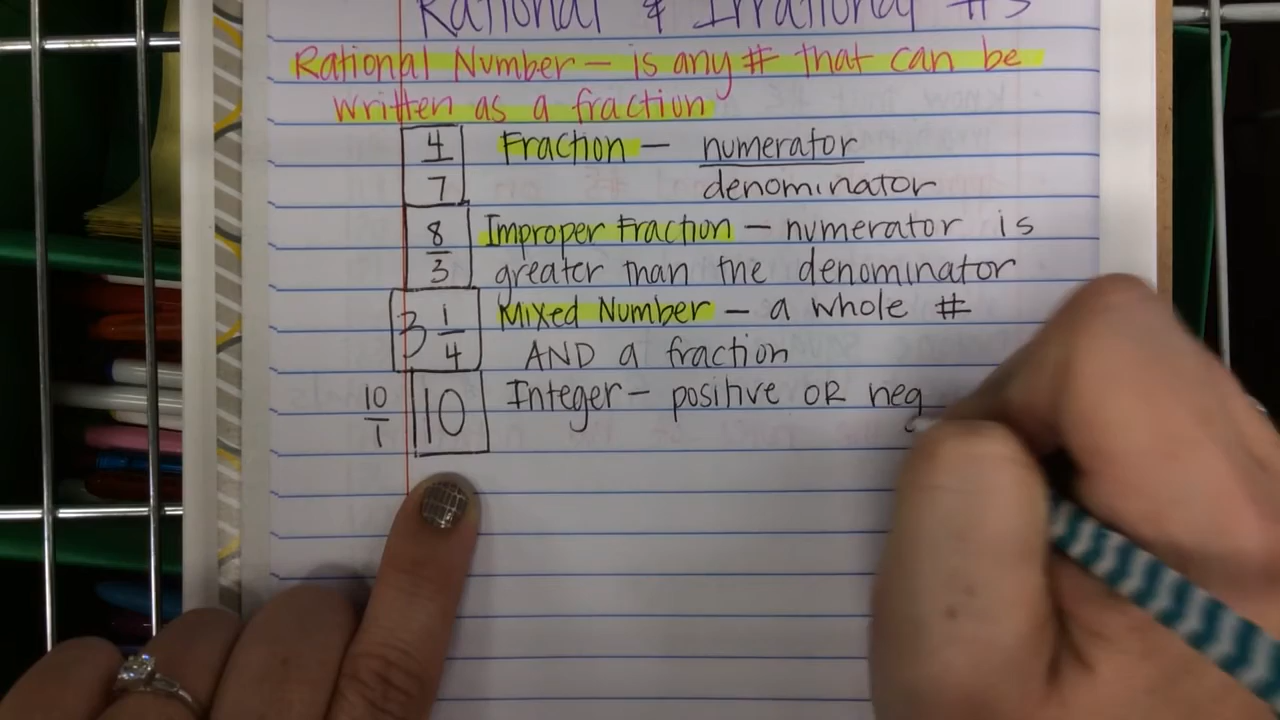 Rational & Irrational #s
Rational Number - is any # that can be
written as a fraction
4/7 Fraction - numerator
denominator
8/3 Improper Fraction - numerator is
greater than the denominator
3 1/4 Mixed Number - a whole #
AND a fraction
10/1 10 Integer - positive OR neg